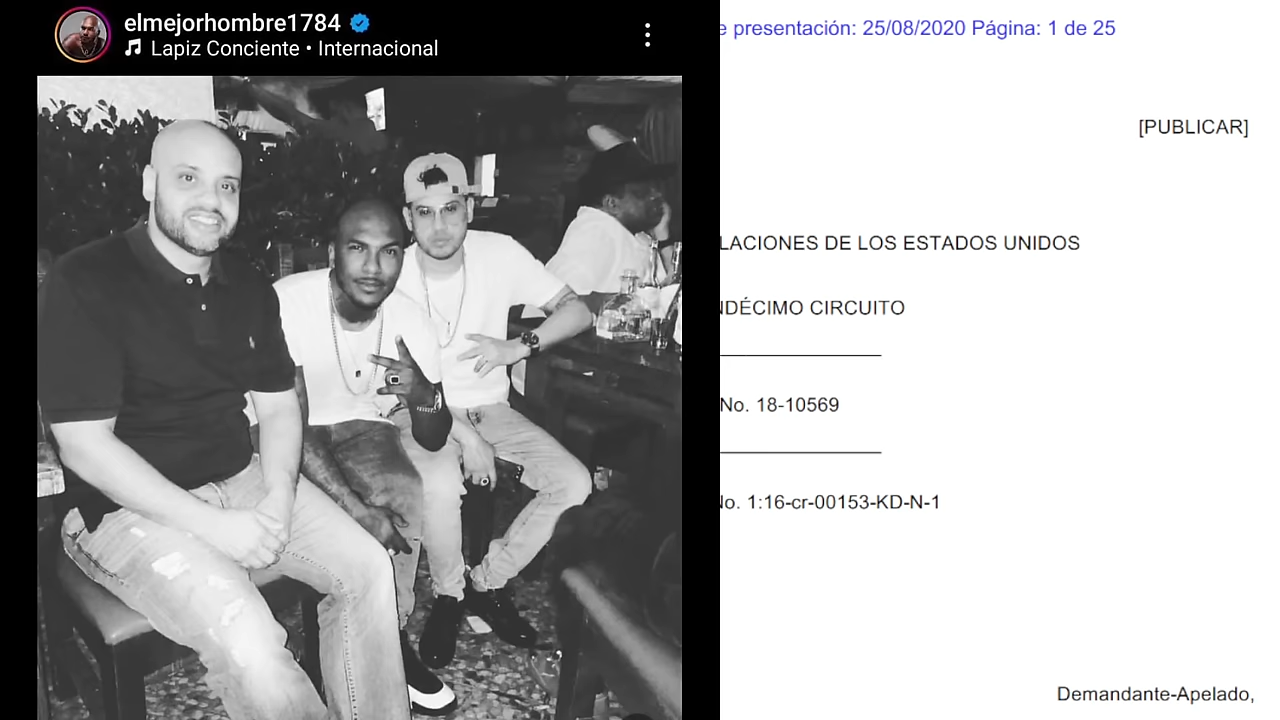 elmejorhombre1784
Lapiz Conciente • Internacional
e presentación: 25/08/2020 Página: 1 de 25
[PUBLICAR]
LACIONES DE LOS ESTADOS UNIDOS
NDÉCIMO CIRCUITO
No. 18-10569
No. 1:16-cr-00153-KD-N-1
Demandante-Apelado,